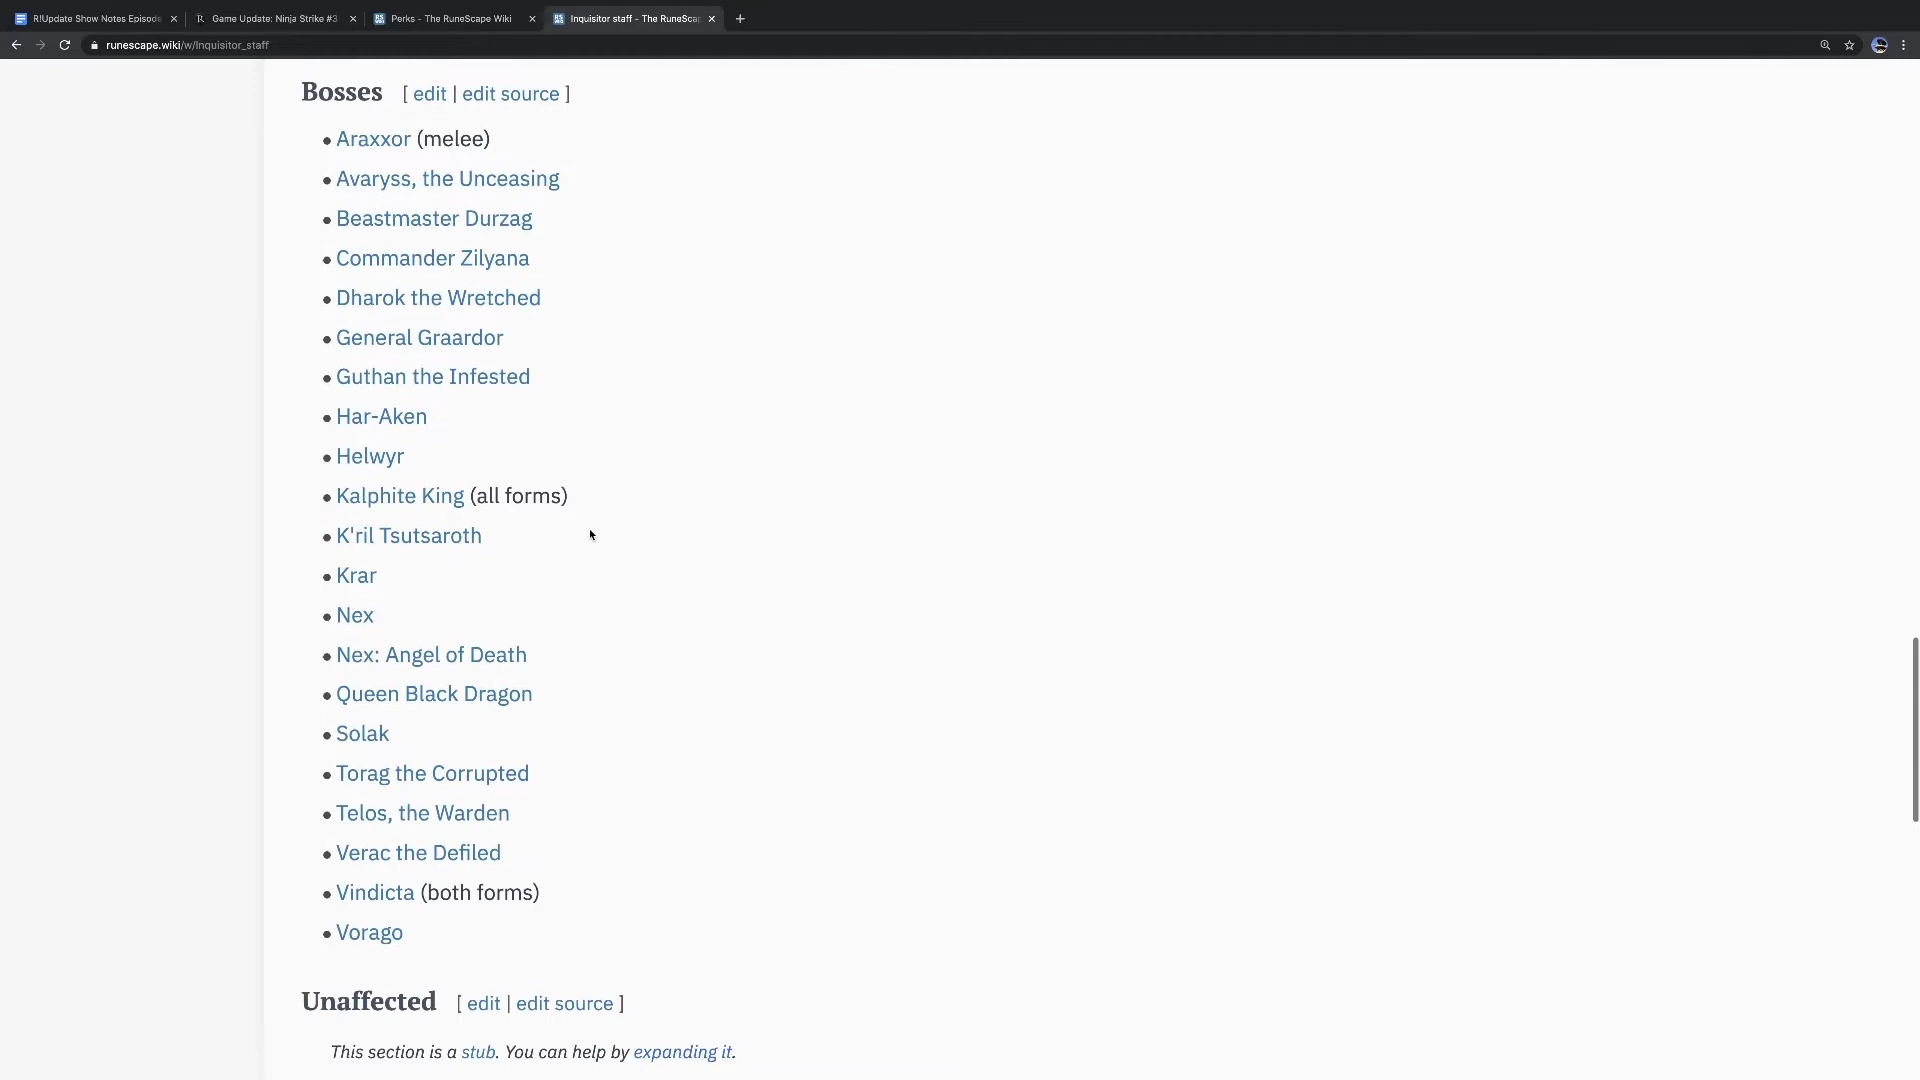 R!Update Show Notes Episode
Game Update: Ninja Strike #3
Perks - The RuneScape Wiki
Inquisitor staff - The RuneScap
runescape.wiki/w/Inquisitor_staff
Bosses [ edit | edit source ]
• Araxxor (melee)
• Avaryss, the Unceasing
• Beastmaster Durzag
• Commander Zilyana
• Dharok the Wretched
• General Graardor
• Guthan the Infested
• Har-Aken
• Helwyr
• Kalphite King (all forms)
• K'ril Tsutsaroth
• Krar
• Nex
• Nex: Angel of Death
• Queen Black Dragon
• Solak
• Torag the Corrupted
• Telos, the Warden
• Verac the Defiled
• Vindicta (both forms)
• Vorago
Unaffected [ edit | edit source ]
This section is a stub. You can help by expanding it.